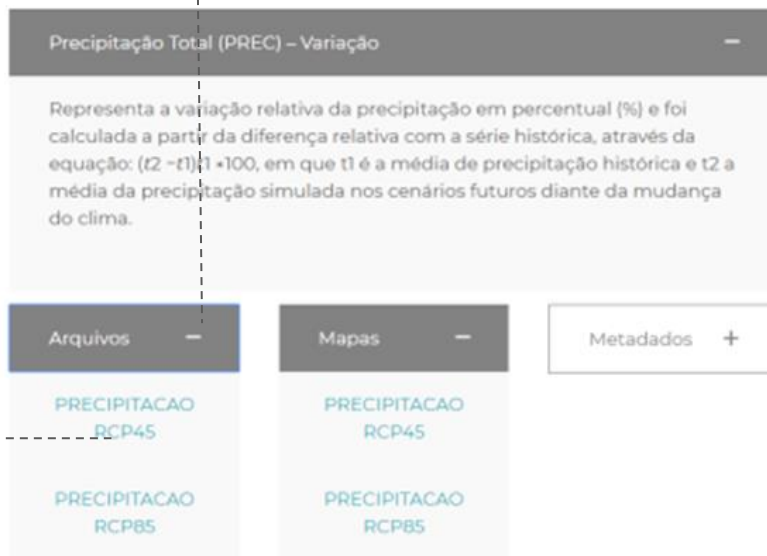 Precipitação Total (PREC) – Variação –
Representa a variação relativa da precipitação em percentual (%) e foi
calculada a partir da diferença relativa com a série histórica, através da
equação: (t2 −t1)t1 *100, em que t1 é a média de precipitação histórica e t2 a
média da precipitação simulada nos cenários futuros diante da mudança
do clima.
Arquivos – Mapas – Metadados +
PRECIPITACAO PRECIPITACAO
RCP45 RCP45
PRECIPITACAO PRECIPITACAO
RCP85 RCP85